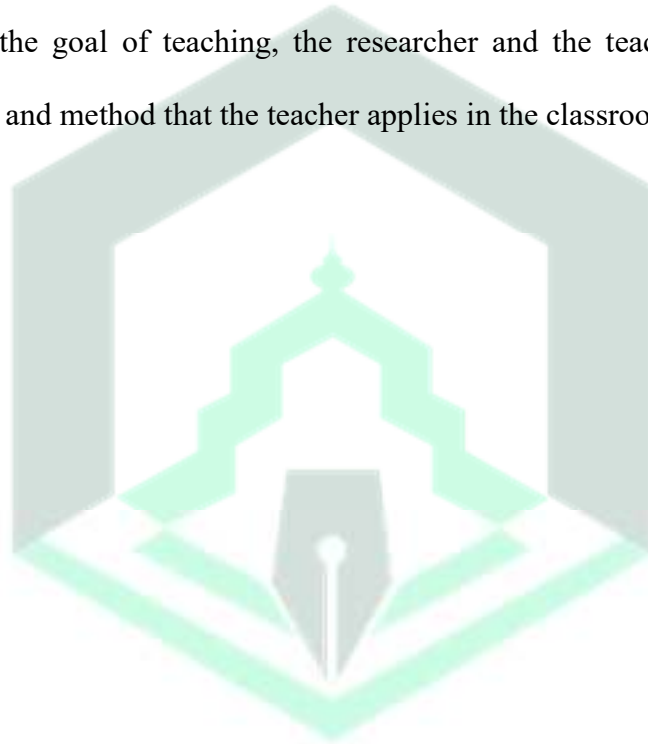 the goal of teaching, the researcher and the teac
and method that the teacher applies in the classroo